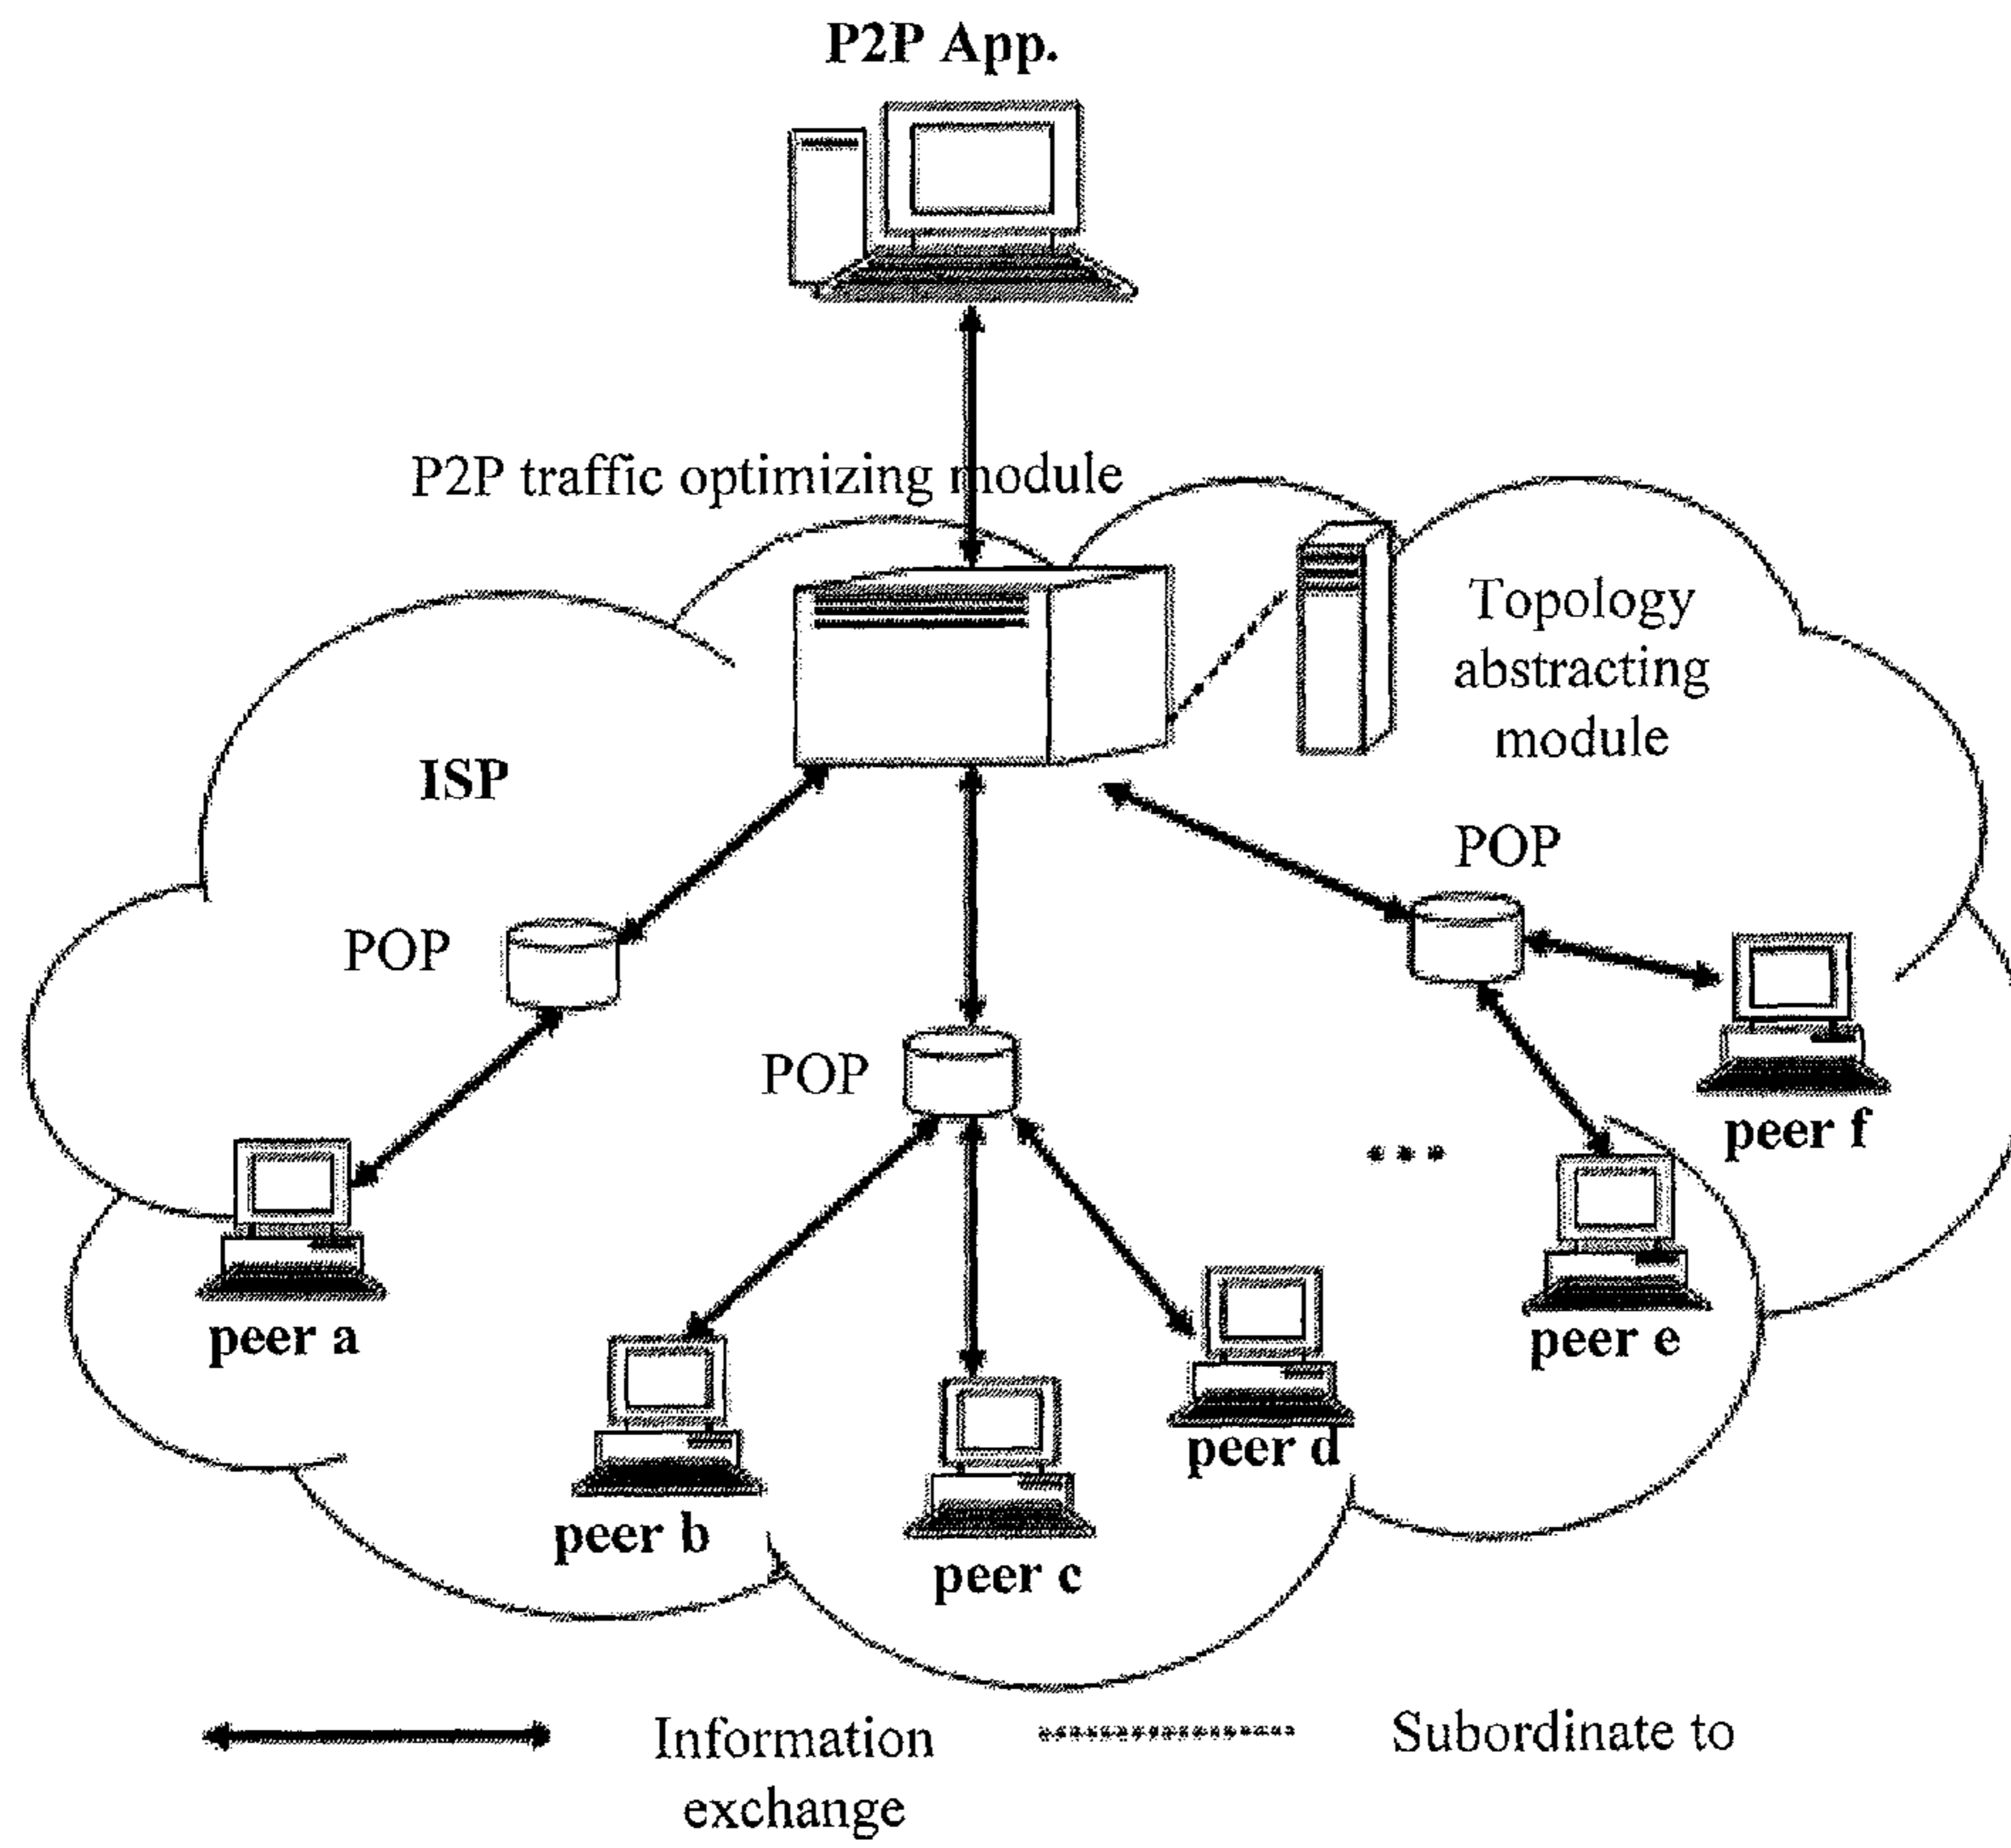 P2P App.
P2P traffic optimizing module
Topology
abstracting
module
ISP
POP
POP
POP
peer f
peer a
peer e
peer d
peer b
peer c
Information
exchange
Subordinate to